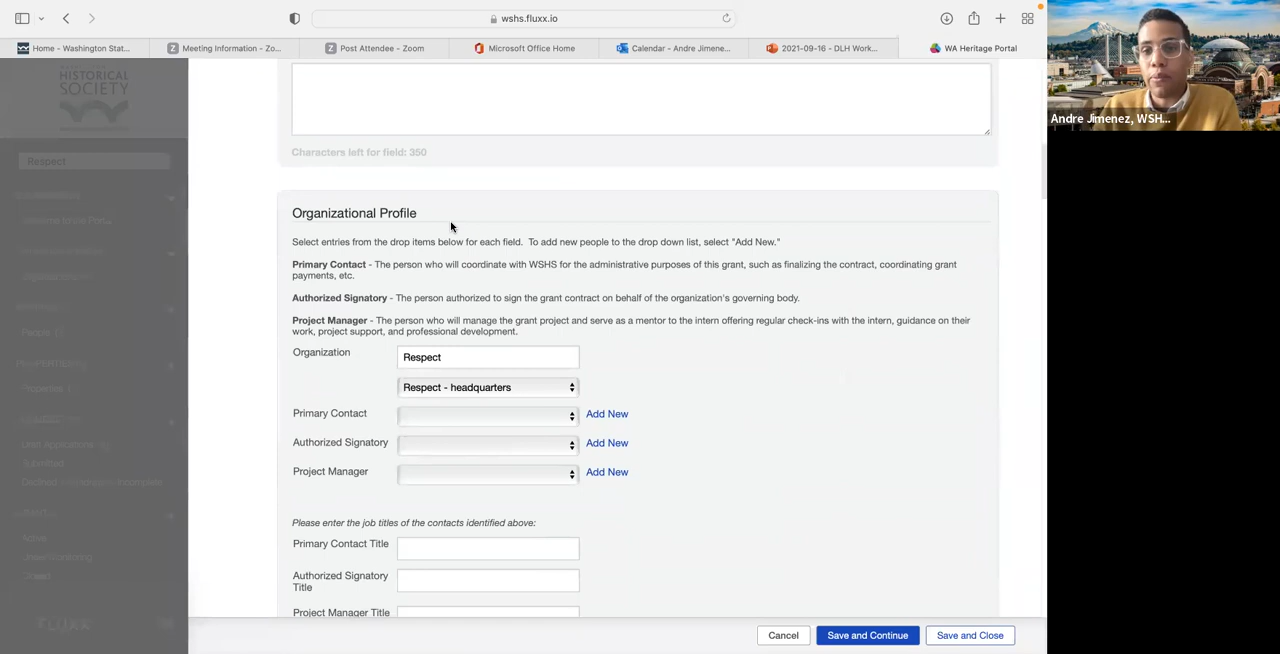 wshs.fluxx.io
Home - Washington Stat...
Meeting Information - Zo...
Post Attendee - Zoom
Microsoft Office Home
Calendar - Andre Jimene...
2021-09-16 - DLH Work...
WA Heritage Portal
HISTORICAL
SOCIETY
Respect
Characters left for field: 350
Organizational Profile
Select entries from the drop items below for each field. To add new people to the drop down list, select "Add New."
Primary Contact - The person who will coordinate with WSHS for the administrative purposes of this grant, such as finalizing the contract, coordinating grant
payments, etc.
Authorized Signatory - The person authorized to sign the grant contract on behalf of the organization's governing body.
Project Manager - The person who will manage the grant project and serve as a mentor to the intern offering regular check-ins with the intern, guidance on their
work, project support, and professional development.
Organization
Respect
Respect - headquarters
Primary Contact
Add New
Authorized Signatory
Add New
Project Manager
Add New
Please enter the job titles of the contacts identified above:
Primary Contact Title
Authorized Signatory
Title
Project Manager Title
Cancel
Save and Continue
Save and Close
FLUXX
Andre Jimenez, WSH...